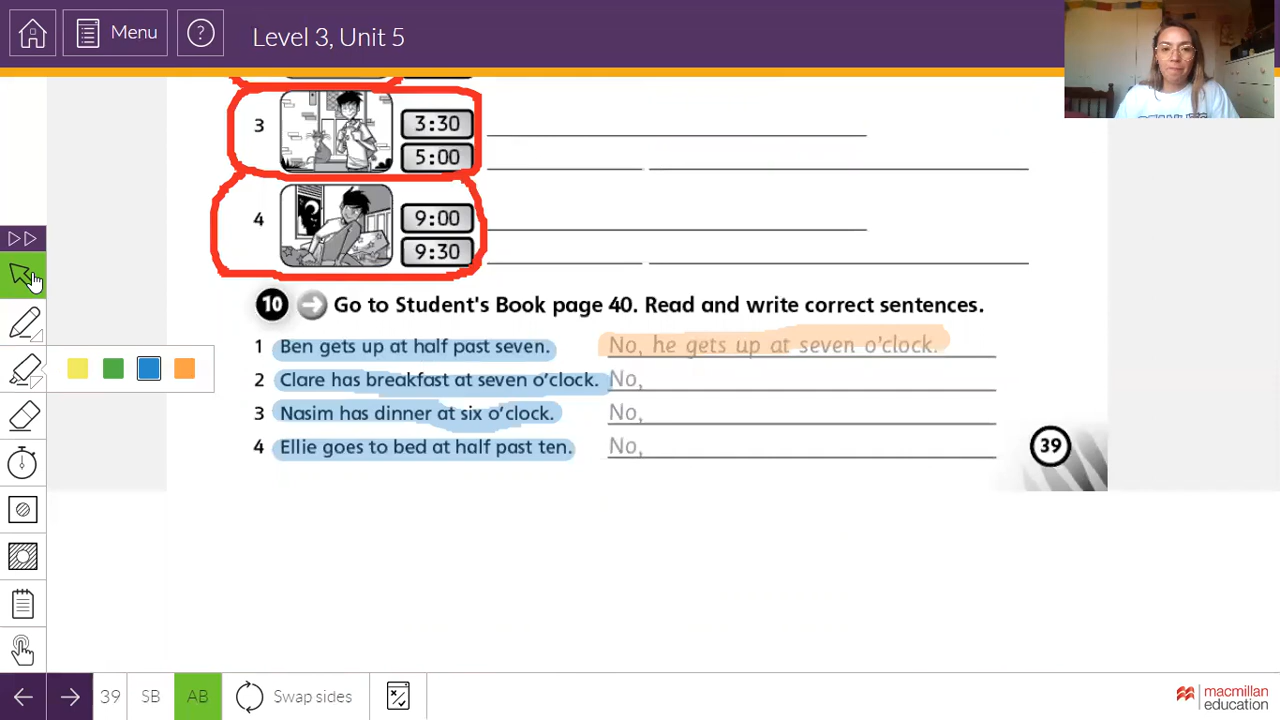 Menu
?
Level 3, Unit 5
3
3:30
5:00
4
9:00
9:30
10 Go to Student's Book page 40. Read and write correct sentences.
1 Ben gets up at half past seven. No, he gets up at seven o'clock.
2 Clare has breakfast at seven o'clock. No,
3 Nasim has dinner at six o'clock. No,
4 Ellie goes to bed at half past ten. No,
39
39 SB AB Swap sides
macmillan
education